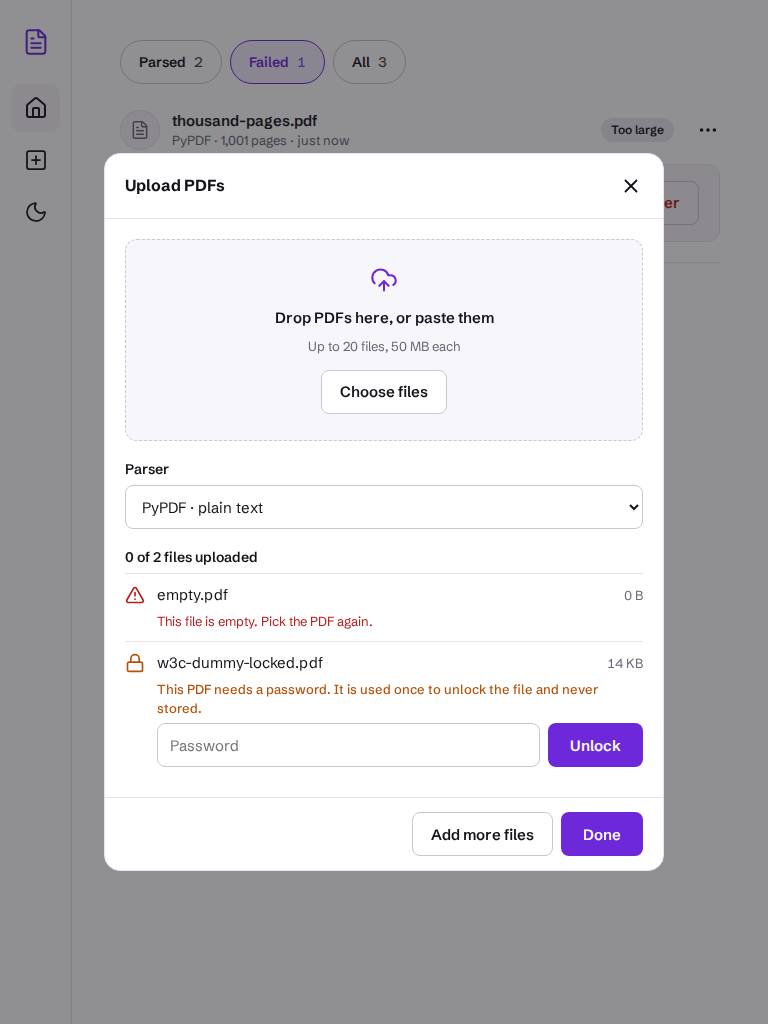 Parsed 2
Failed 1
All 3
thousand-pages.pdf
PyPDF · 1,001 pages · just now
Too large
er
Upload PDFs
Drop PDFs here, or paste them
Up to 20 files, 50 MB each
Choose files
Parser
PyPDF · plain text
0 of 2 files uploaded
empty.pdf
0 B
This file is empty. Pick the PDF again.
w3c-dummy-locked.pdf
14 KB
This PDF needs a password. It is used once to unlock the file and never
stored.
Password
Unlock
Add more files
Done